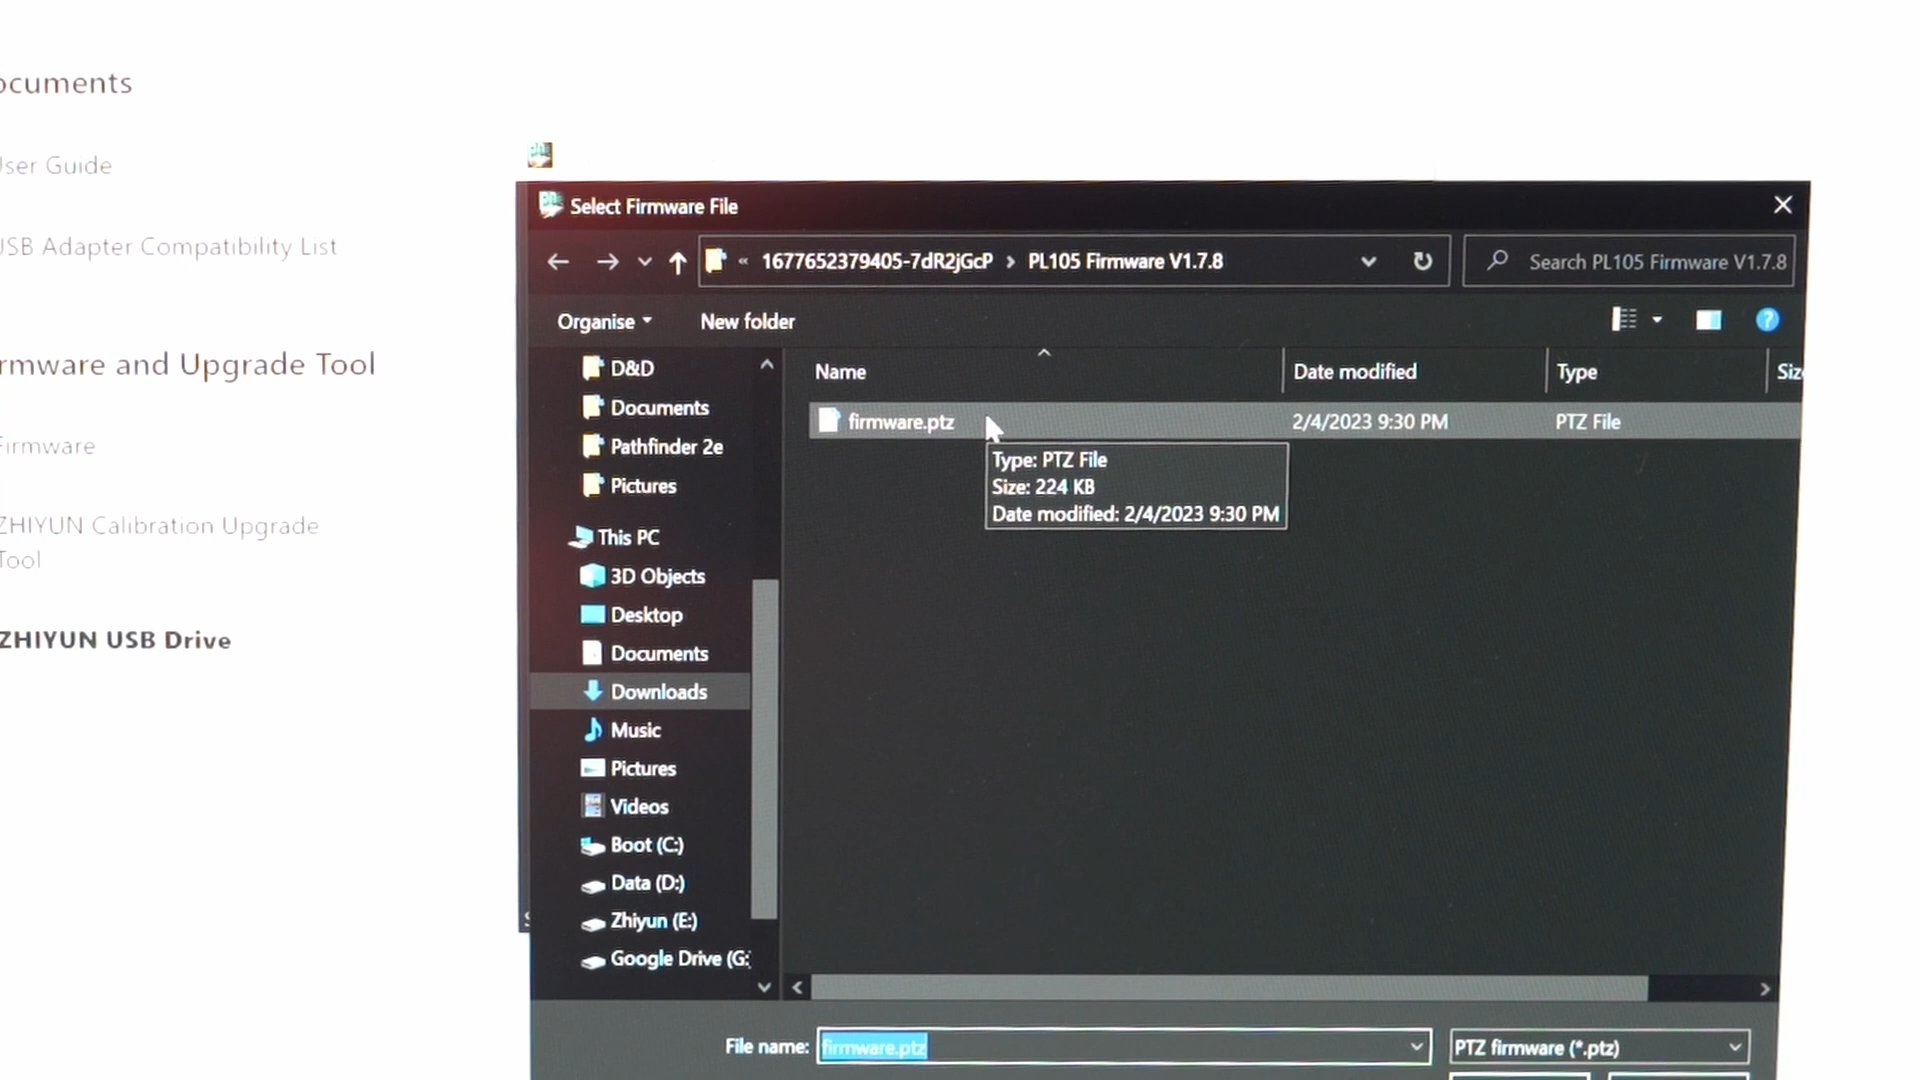 ocuments
User Guide
USB Adapter Compatibility List
rmware and Upgrade Tool
Firmware
ZHIYUN Calibration Upgrade
Tool
ZHIYUN USB Drive
Select Firmware File
« 1677652379405-7dR2jGcP > PL105 Firmware V1.7.8
Search PL105 Firmware V1.7.8
Organise
New folder
Name
Date modified
Type
Siz
firmware.ptz
2/4/2023 9:30 PM
PTZ File
Type: PTZ File
Size: 224 KB
Date modified: 2/4/2023 9:30 PM
D&D
Documents
Pathfinder 2e
Pictures
This PC
3D Objects
Desktop
Documents
Downloads
Music
Pictures
Videos
Boot (C:)
Data (D:)
Zhiyun (E:)
Google Drive (G:
File name:
firmware.ptz
PTZ firmware (*.ptz)